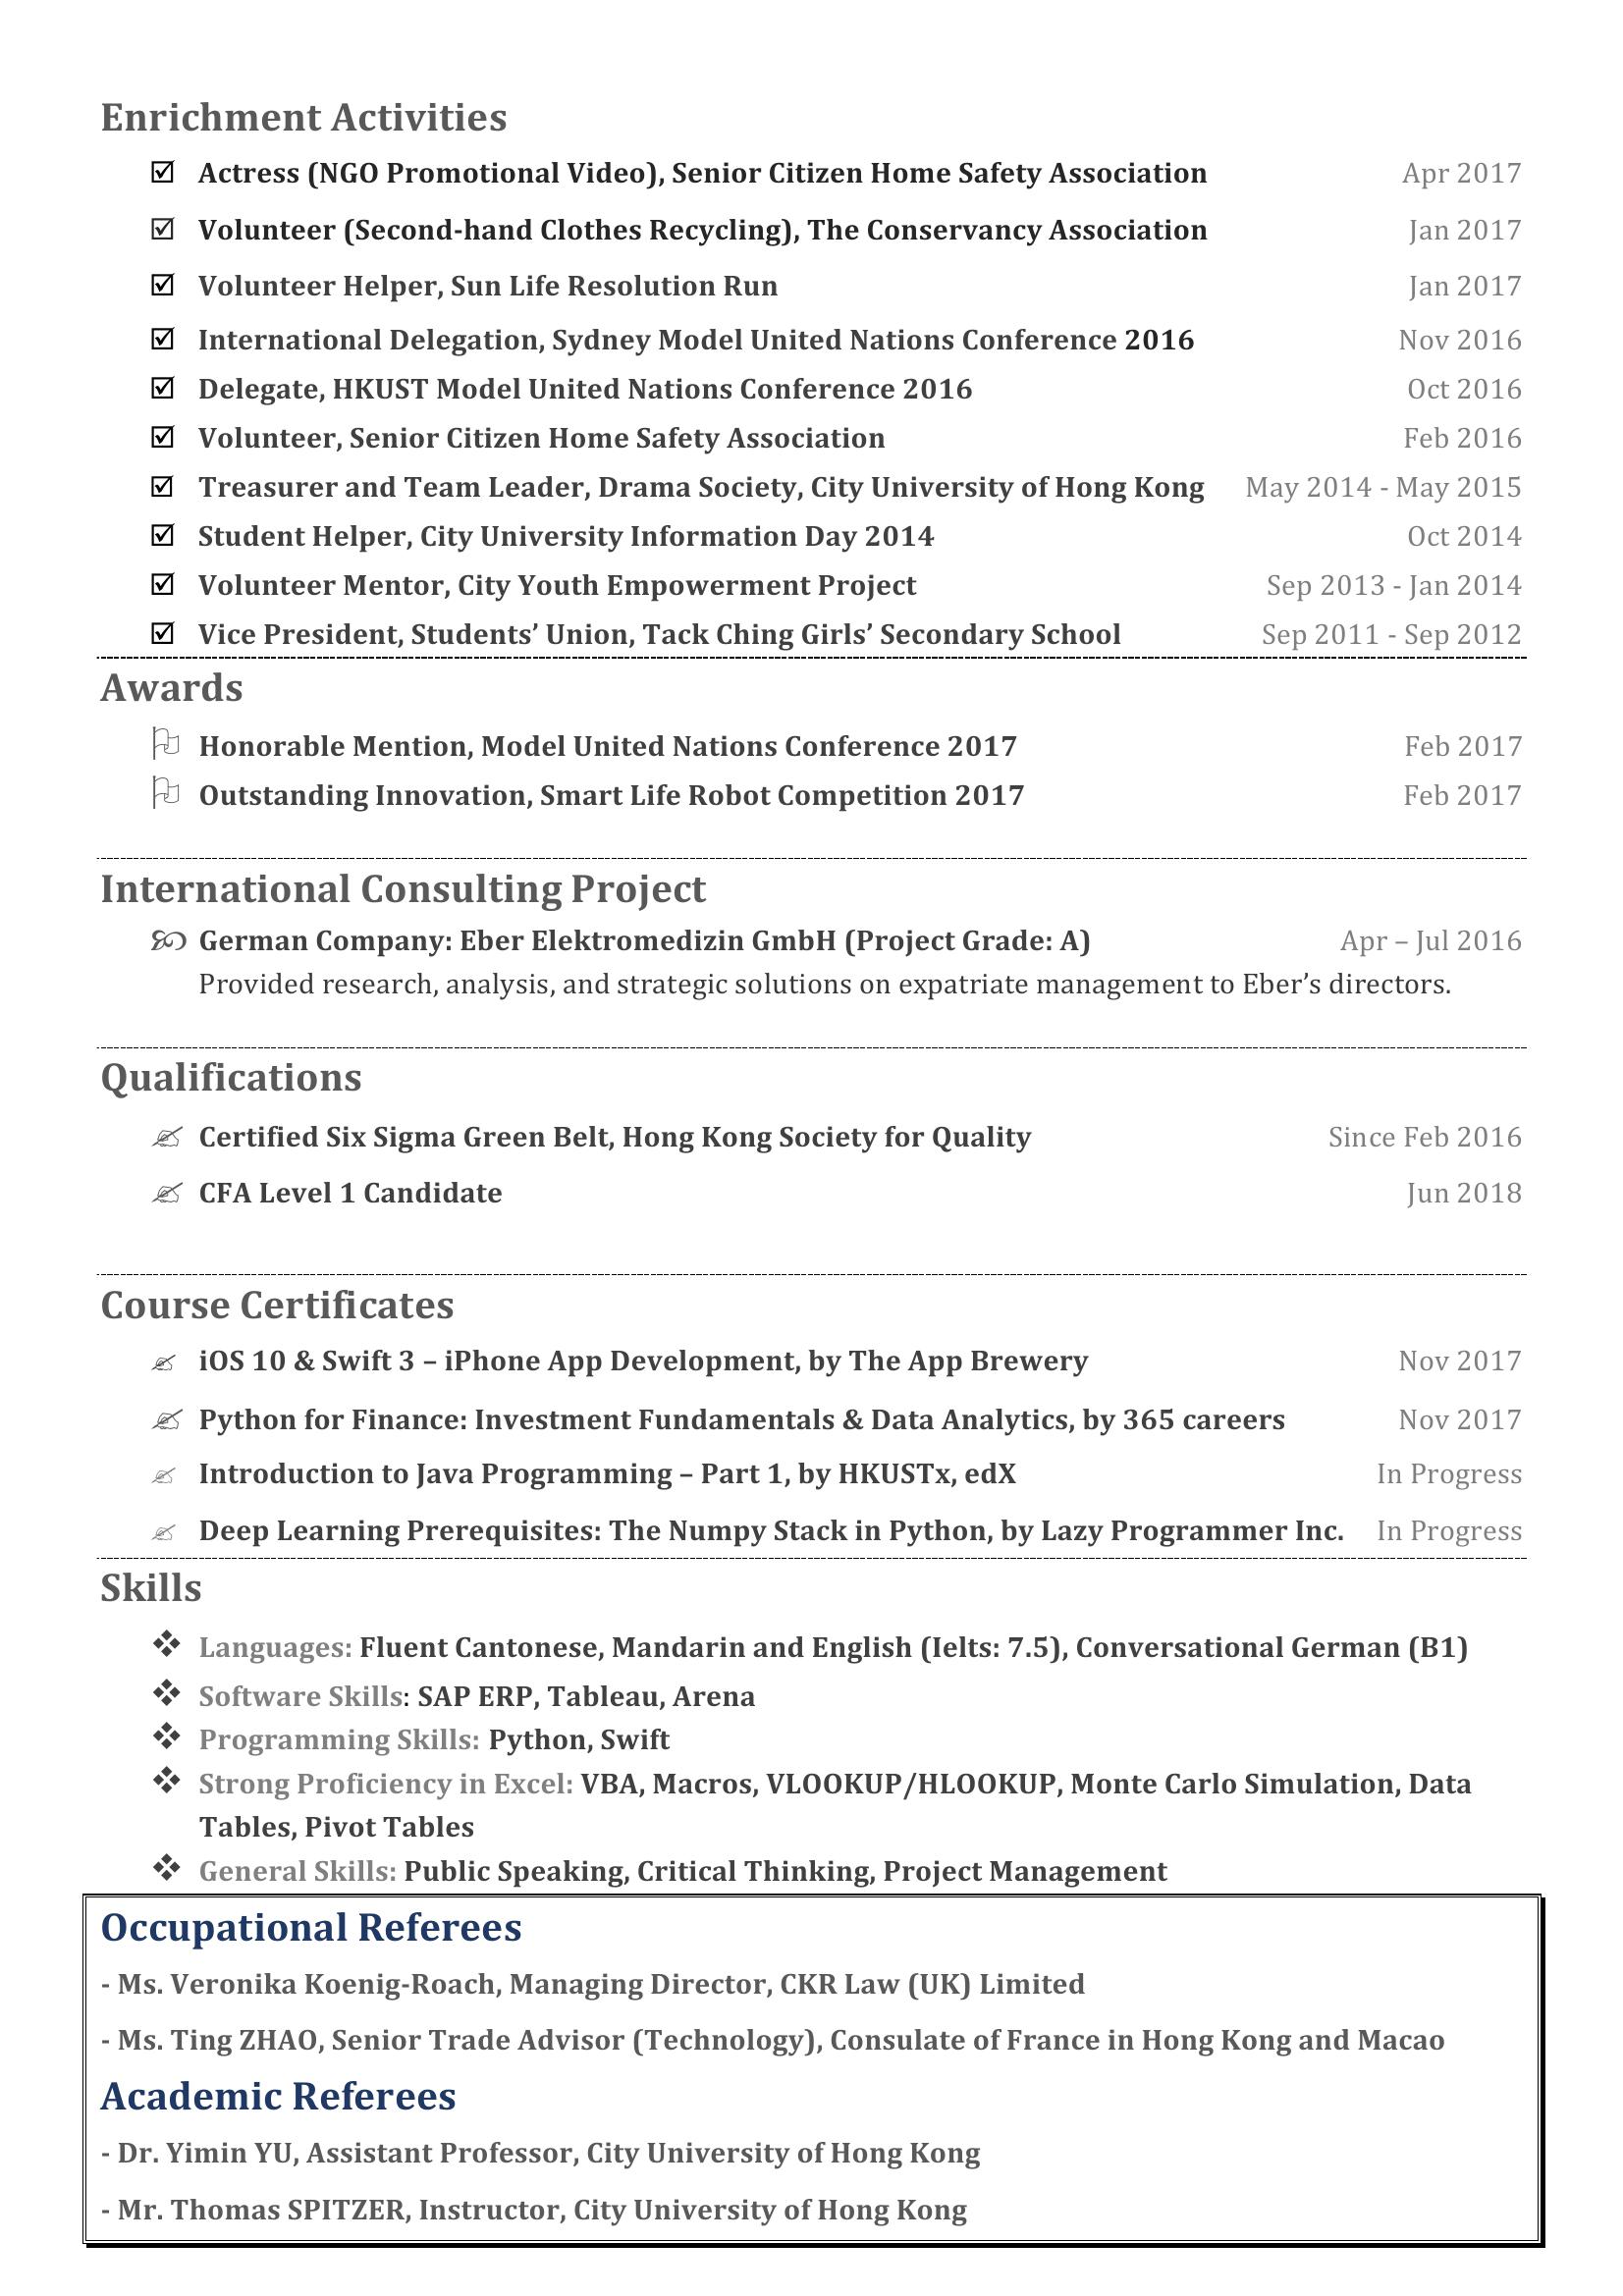 Enrichment Activities
Actress (NGO Promotional Video), Senior Citizen Home Safety Association Apr 2017
Volunteer (Second-hand Clothes Recycling), The Conservancy Association Jan 2017
Volunteer Helper, Sun Life Resolution Run Jan 2017
International Delegation, Sydney Model United Nations Conference 2016 Nov 2016
Delegate, HKUST Model United Nations Conference 2016 Oct 2016
Volunteer, Senior Citizen Home Safety Association Feb 2016
Treasurer and Team Leader, Drama Society, City University of Hong Kong May 2014 - May 2015
Student Helper, City University Information Day 2014 Oct 2014
Volunteer Mentor, City Youth Empowerment Project Sep 2013 - Jan 2014
Vice President, Students’ Union, Tack Ching Girls’ Secondary School Sep 2011 - Sep 2012
Awards
Honorable Mention, Model United Nations Conference 2017 Feb 2017
Outstanding Innovation, Smart Life Robot Competition 2017 Feb 2017
International Consulting Project
German Company: Eber Elektromedizin GmbH (Project Grade: A) Apr – Jul 2016
Provided research, analysis, and strategic solutions on expatriate management to Eber’s directors.
Qualifications
Certified Six Sigma Green Belt, Hong Kong Society for Quality Since Feb 2016
CFA Level 1 Candidate Jun 2018
Course Certificates
iOS 10 & Swift 3 – iPhone App Development, by The App Brewery Nov 2017
Python for Finance: Investment Fundamentals & Data Analytics, by 365 careers Nov 2017
Introduction to Java Programming – Part 1, by HKUSTx, edX In Progress
Deep Learning Prerequisites: The Numpy Stack in Python, by Lazy Programmer Inc. In Progress
Skills
Languages: Fluent Cantonese, Mandarin and English (Ielts: 7.5), Conversational German (B1)
Software Skills: SAP ERP, Tableau, Arena
Programming Skills: Python, Swift
Strong Proficiency in Excel: VBA, Macros, VLOOKUP/HLOOKUP, Monte Carlo Simulation, Data
Tables, Pivot Tables
General Skills: Public Speaking, Critical Thinking, Project Management
Occupational Referees
- Ms. Veronika Koenig-Roach, Managing Director, CKR Law (UK) Limited
- Ms. Ting ZHAO, Senior Trade Advisor (Technology), Consulate of France in Hong Kong and Macao
Academic Referees
- Dr. Yimin YU, Assistant Professor, City University of Hong Kong
- Mr. Thomas SPITZER, Instructor, City University of Hong Kong